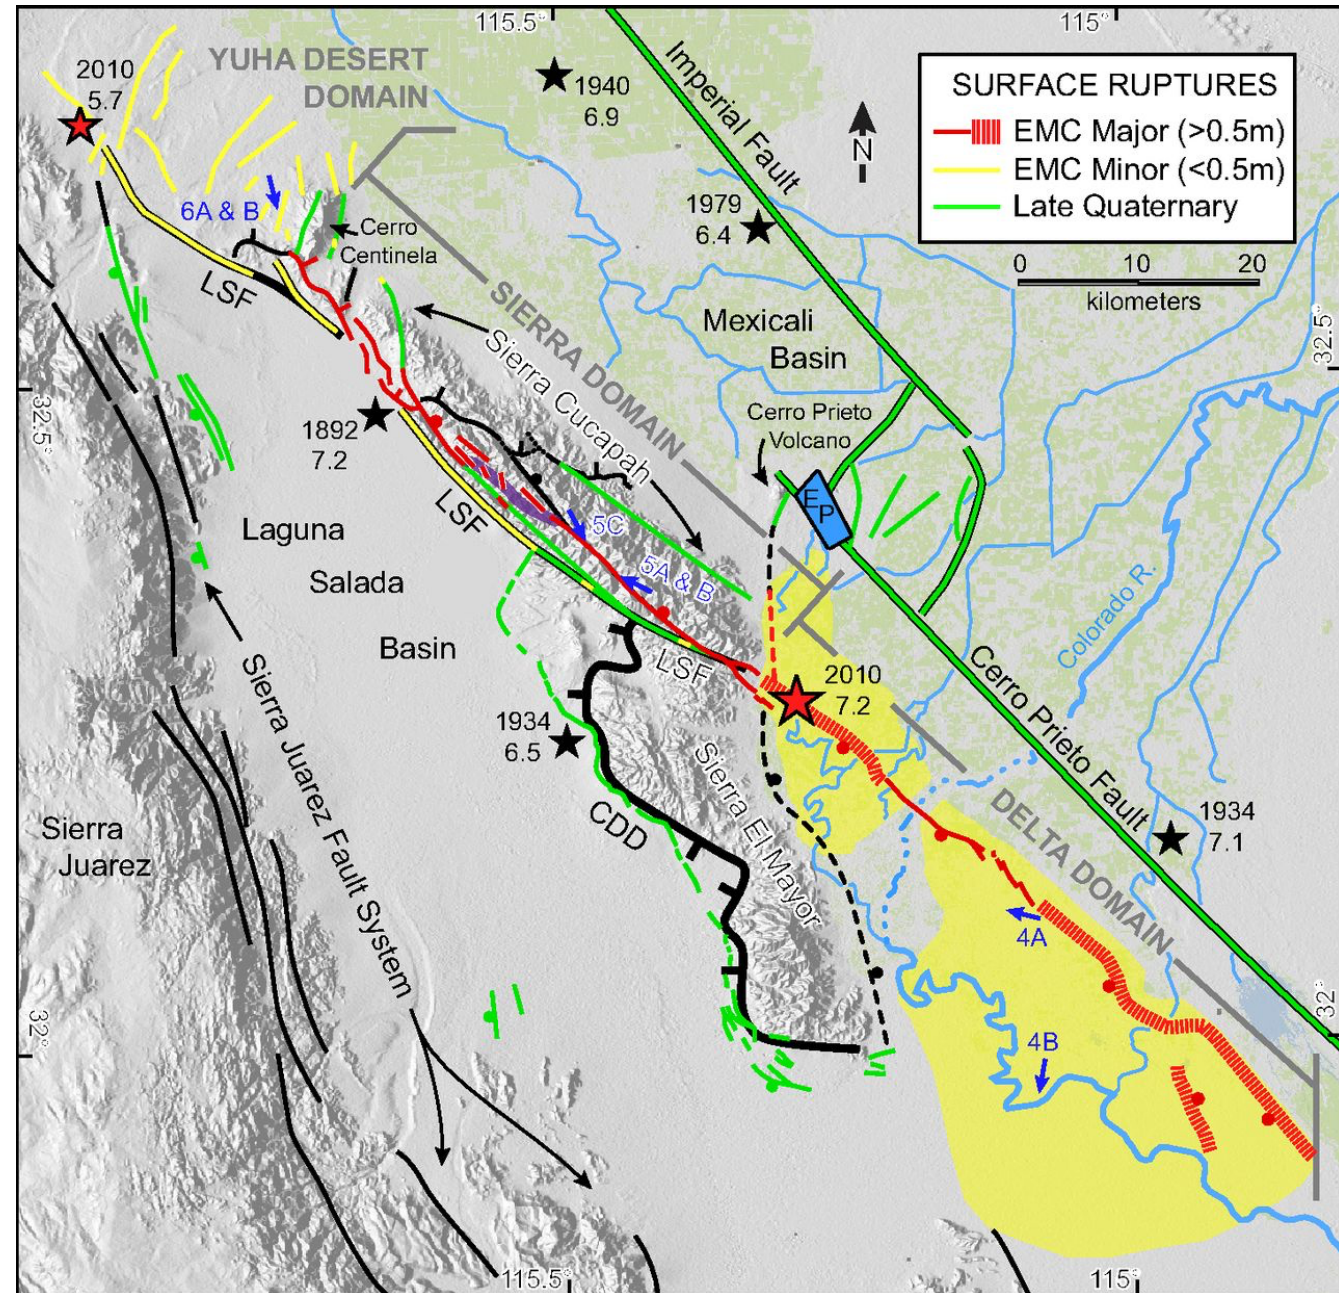 115.5°
115°
YUHA DESERT
DOMAIN
2010
5.7
1940
6.9
Imperial Fault
N
SURFACE RUPTURES
EMC Major (>0.5m)
EMC Minor (<0.5m)
Late Quaternary
0 10 20
kilometers
6A & B
Cerro
Centinela
1979
6.4
LSF
SIERRA DOMAIN
Sierra Cucapah
Mexicali
Basin
32.5°
32.5°
1892
7.2
Cerro Prieto
Volcano
EP
LSF
5C
5A & B
Laguna
Salada
Basin
Colorado R.
LSF
2010
7.2
Cerro Prieto Fault
1934
6.5
Sierra Juarez Fault System
Sierra El Mayor
CDD
DELTA DOMAIN
1934
7.1
Sierra
Juarez
4A
4B
32°
32°
115.5°
115°